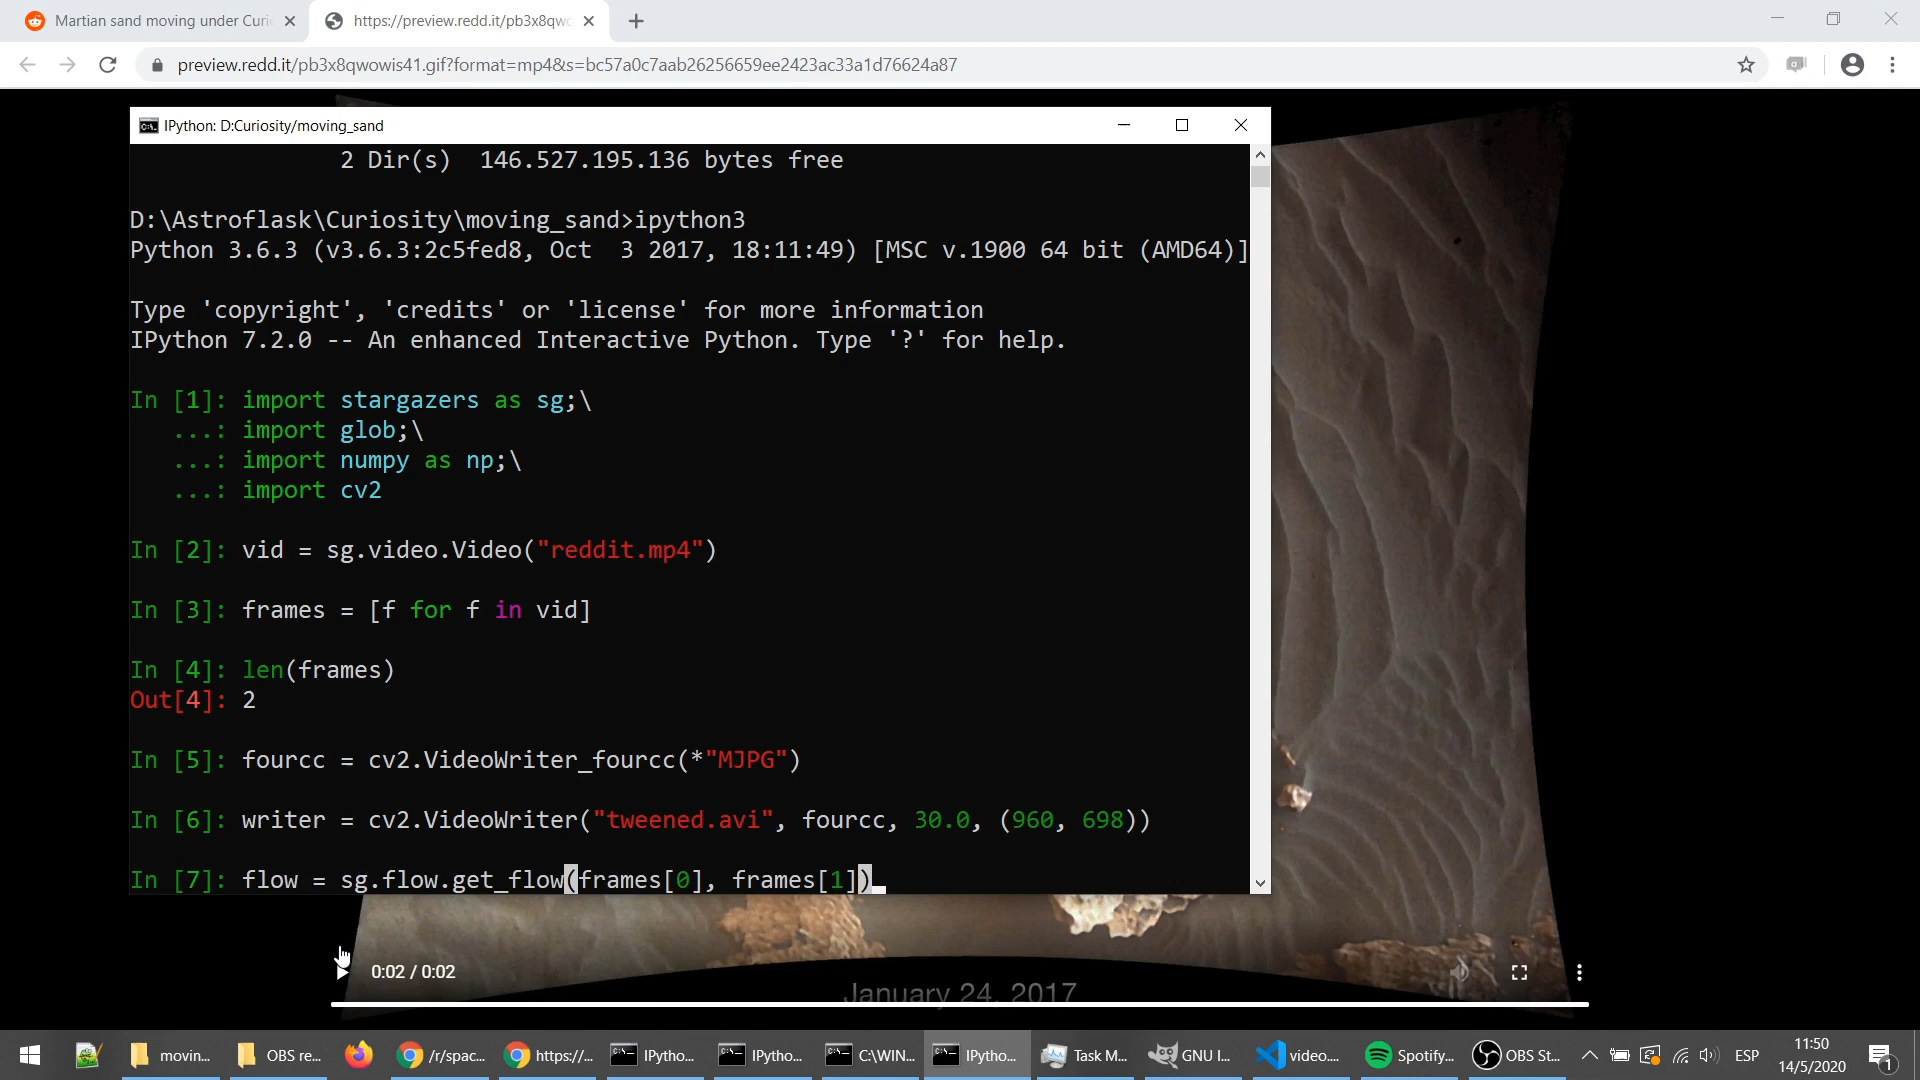 Martian sand moving under Curi
https://preview.redd.it/pb3x8qwo
preview.redd.it/pb3x8qwowis41.gif?format=mp4&s=bc57a0c7aab26256659ee2423ac33a1d76624a87
IPython: D:Curiosity/moving_sand
2 Dir(s)  146.527.195.136 bytes free
D:\Astroflask\Curiosity\moving_sand>ipython3
Python 3.6.3 (v3.6.3:2c5fed8, Oct  3 2017, 18:11:49) [MSC v.1900 64 bit (AMD64)]
Type 'copyright', 'credits' or 'license' for more information
IPython 7.2.0 -- An enhanced Interactive Python. Type '?' for help.
In [1]: import stargazers as sg;\
...: import glob;\
...: import numpy as np;\
...: import cv2
In [2]: vid = sg.video.Video("reddit.mp4")
In [3]: frames = [f for f in vid]
In [4]: len(frames)
Out[4]: 2
In [5]: fourcc = cv2.VideoWriter_fourcc(*"MJPG")
In [6]: writer = cv2.VideoWriter("tweened.avi", fourcc, 30.0, (960, 698))
In [7]: flow = sg.flow.get_flow(frames[0], frames[1])
0:02 / 0:02
January 24, 2017
movin... OBS re... /r/spac... https://... IPytho... IPytho... C:\WIN... IPytho... Task M... GNU I... video.... Spotify... OBS St... ESP 11:50
14/5/2020 1